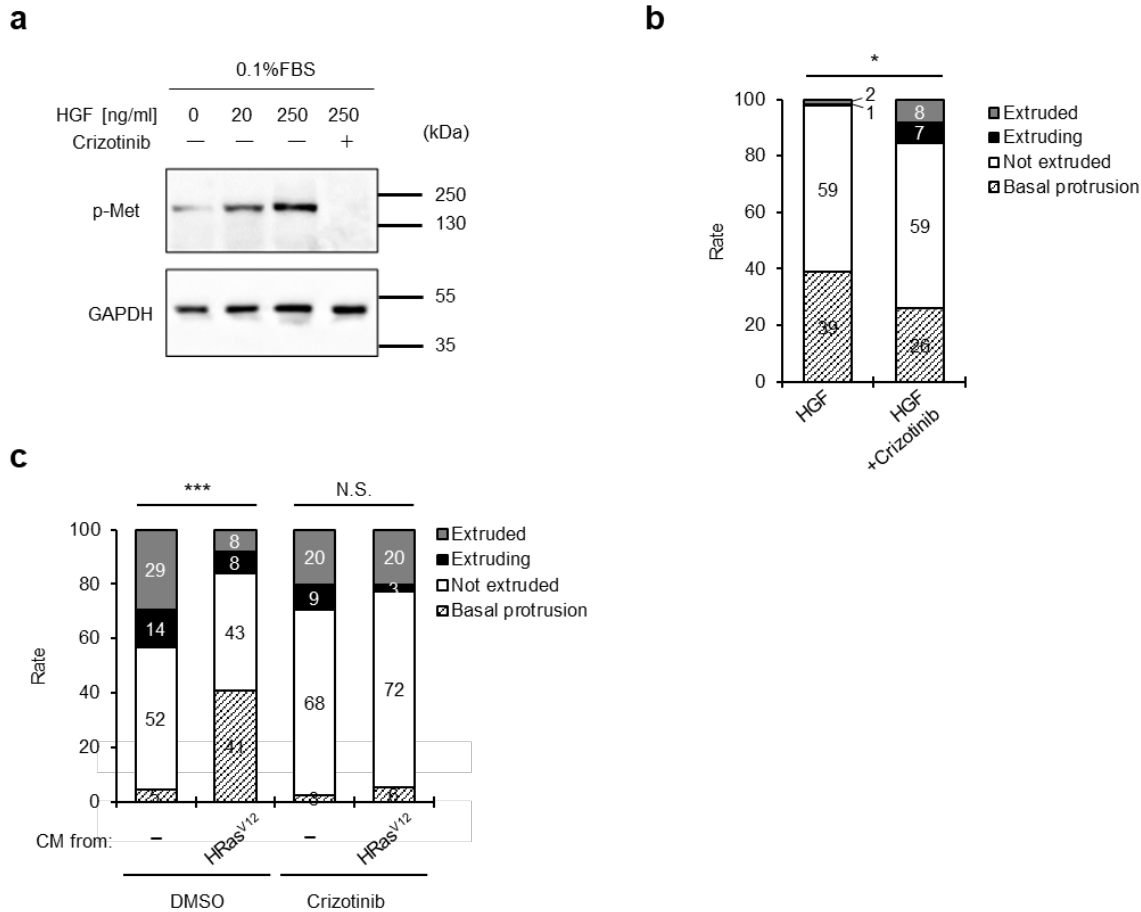 a
0.1%FBS
HGF [ng/ml] 0 20 250 250
Crizotinib — — — +
(kDa)
p-Met
250
130
GAPDH
55
35
b
*
100
80
60
40
20
0
Rate
2
1
59
39
8
7
59
26
Extruded
Extruding
Not extruded
Basal protrusion
HGF
HGF
+Crizotinib
c
***
N.S.
100
80
60
40
20
0
Rate
29
14
52
5
8
8
43
41
20
9
68
3
20
3
72
6
Extruded
Extruding
Not extruded
Basal protrusion
CM from: – HRasV12 – HRasV12
DMSO Crizotinib